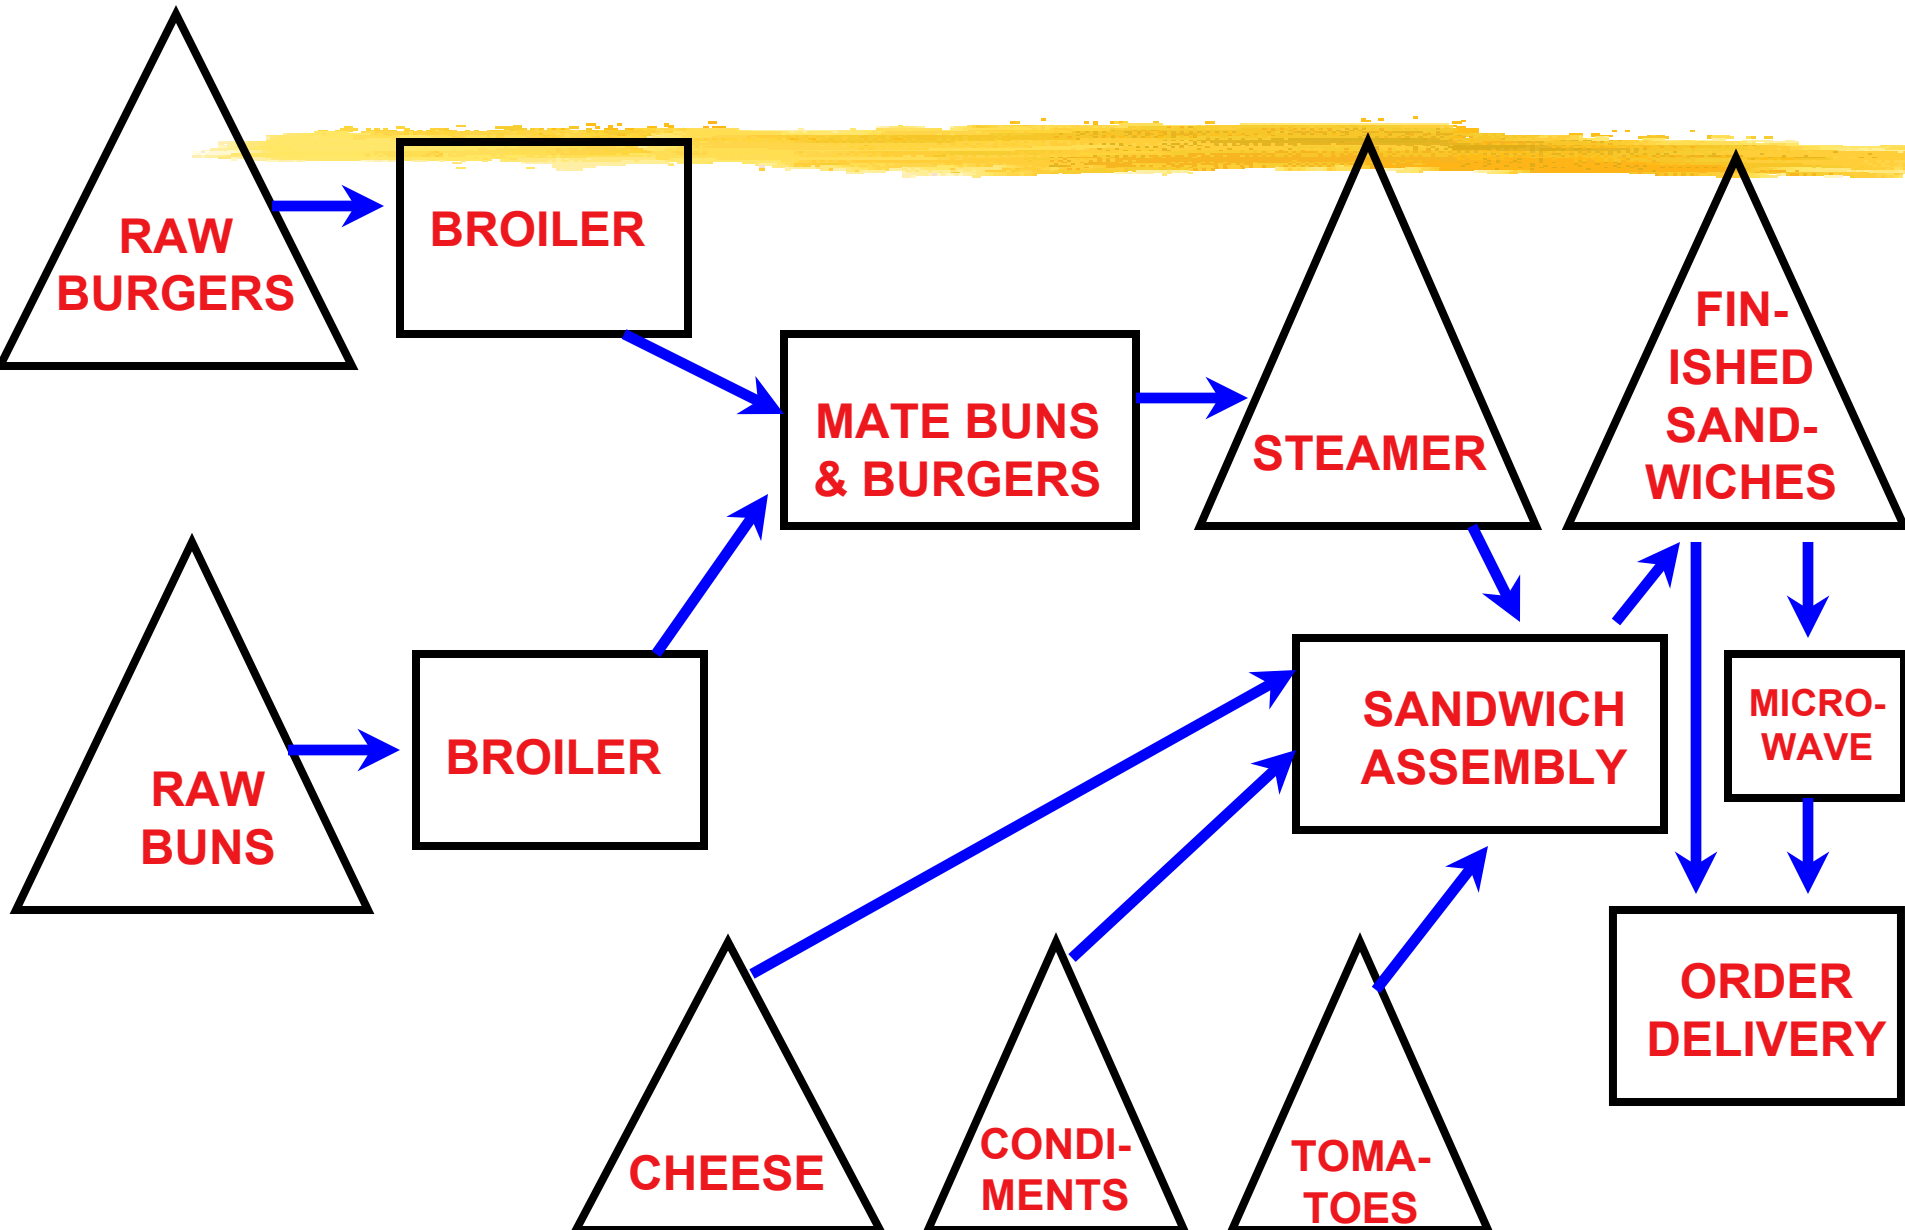 RAW
BURGERS
BROILER
MATE BUNS
& BURGERS
STEAMER
FIN-
ISHED
SAND-
WICHES
RAW
BUNS
BROILER
SANDWICH
ASSEMBLY
MICRO-
WAVE
ORDER
DELIVERY
CHEESE
CONDI-
MENTS
TOMA-
TOES